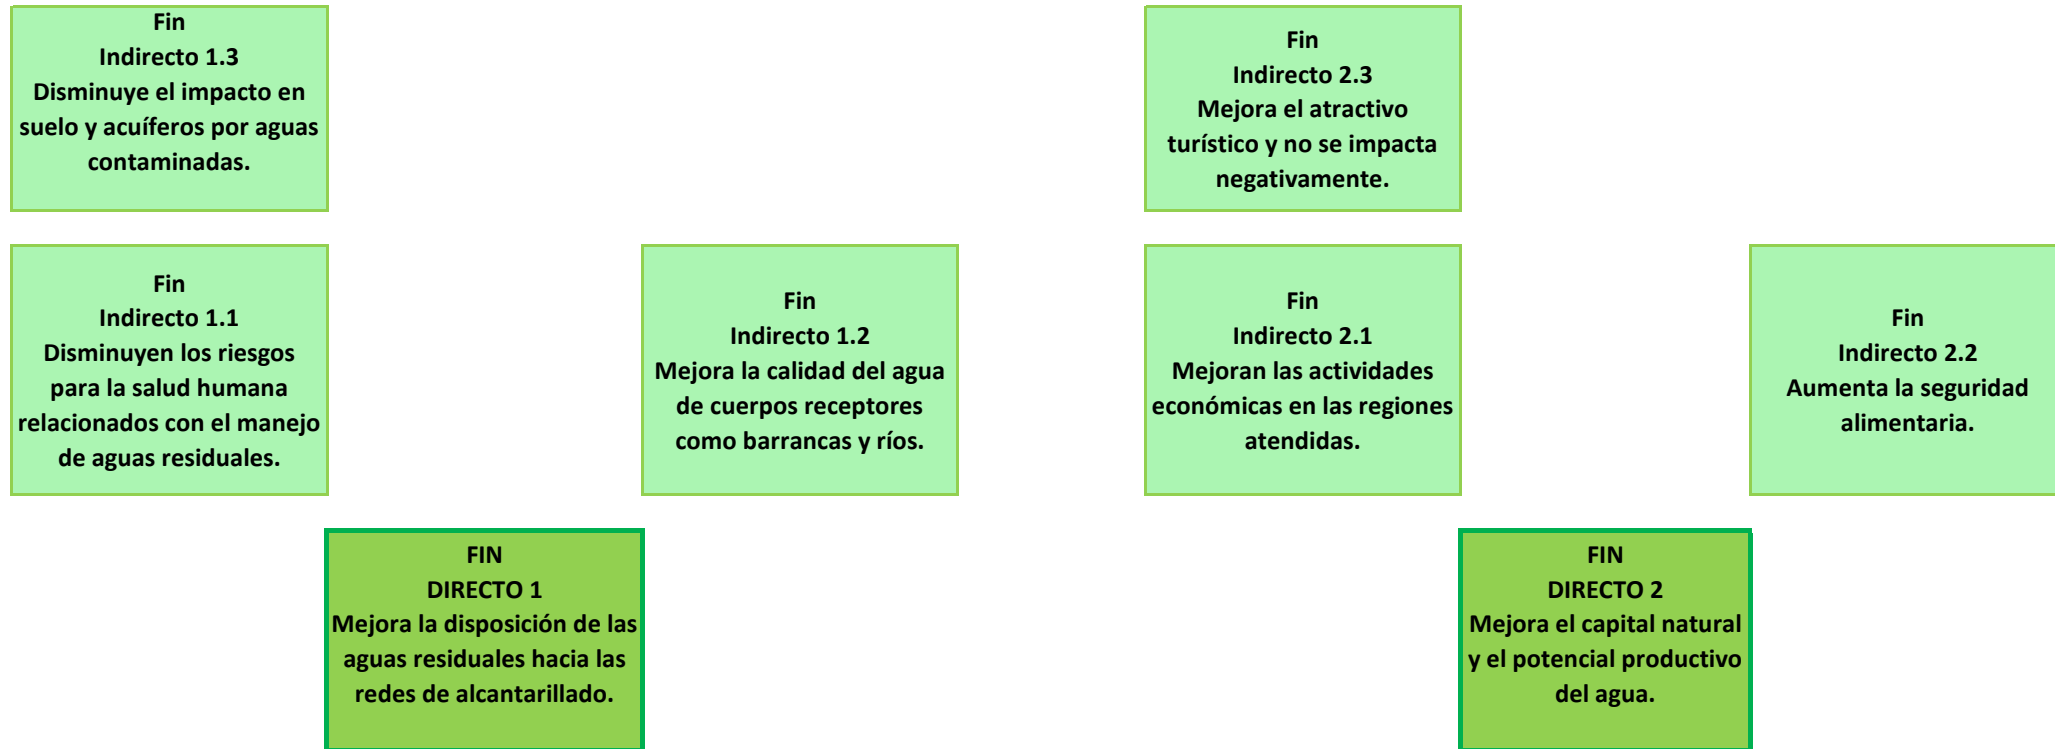 Fin
Indirecto 1.3
Disminuye el impacto en
suelo y acuíferos por aguas
contaminadas.
Fin
Indirecto 2.3
Mejora el atractivo
turístico y no se impacta
negativamente.
Fin
Indirecto 1.1
Disminuyen los riesgos
para la salud humana
relacionados con el manejo
de aguas residuales.
Fin
Indirecto 1.2
Mejora la calidad del agua
de cuerpos receptores
como barrancas y ríos.
Fin
Indirecto 2.1
Mejoran las actividades
económicas en las regiones
atendidas.
Fin
Indirecto 2.2
Aumenta la seguridad
alimentaria.
FIN
DIRECTO 1
Mejora la disposición de las
aguas residuales hacia las
redes de alcantarillado.
FIN
DIRECTO 2
Mejora el capital natural
y el potencial productivo
del agua.